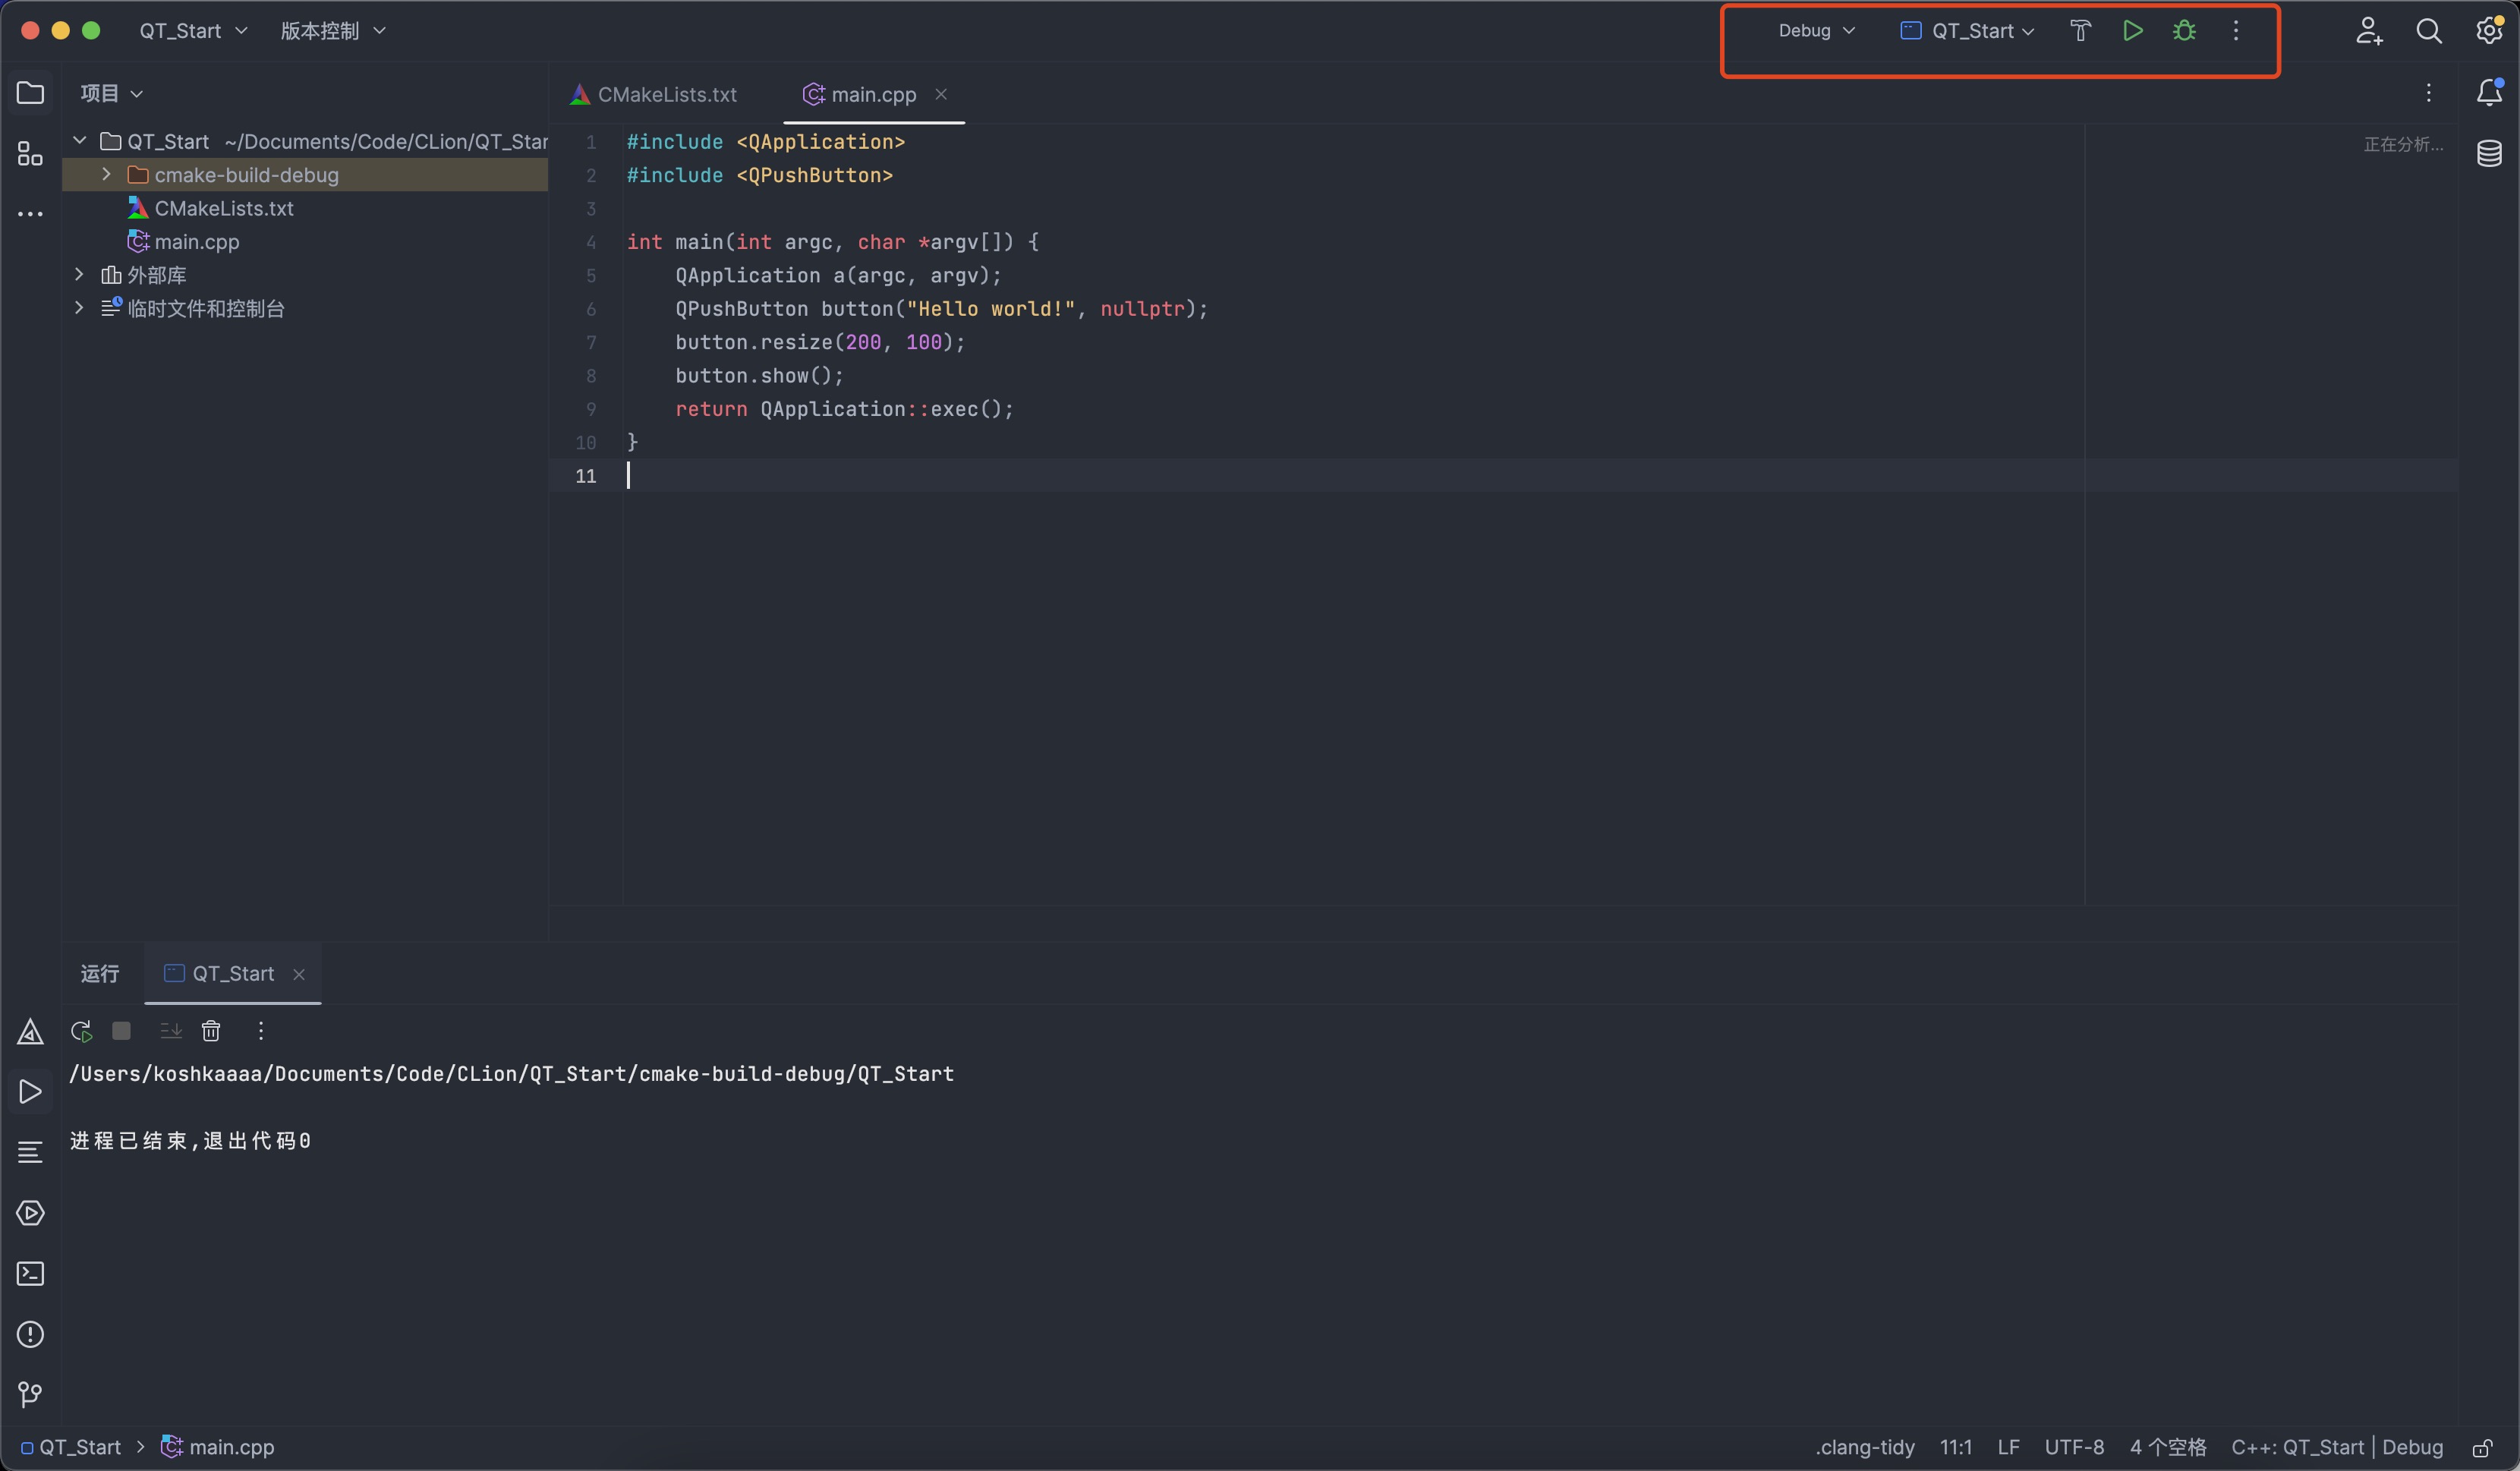 QT_Start 版本控制 Debug QT_Start
项目 CMakeLists.txt main.cpp
QT_Start ~/Documents/Code/CLion/QT_Star
cmake-build-debug
CMakeLists.txt
main.cpp
外部库
临时文件和控制台
正在分析...
1 #include <QApplication>
2 #include <QPushButton>
3
4 int main(int argc, char *argv[]) {
5     QApplication a(argc, argv);
6     QPushButton button("Hello world!", nullptr);
7     button.resize(200, 100);
8     button.show();
9     return QApplication::exec();
10 }
11
运行 QT_Start
/Users/koshkaaaa/Documents/Code/CLion/QT_Start/cmake-build-debug/QT_Start
进程已结束,退出代码0
QT_Start main.cpp .clang-tidy 11:1 LF UTF-8 4 个空格 C++: QT_Start | Debug